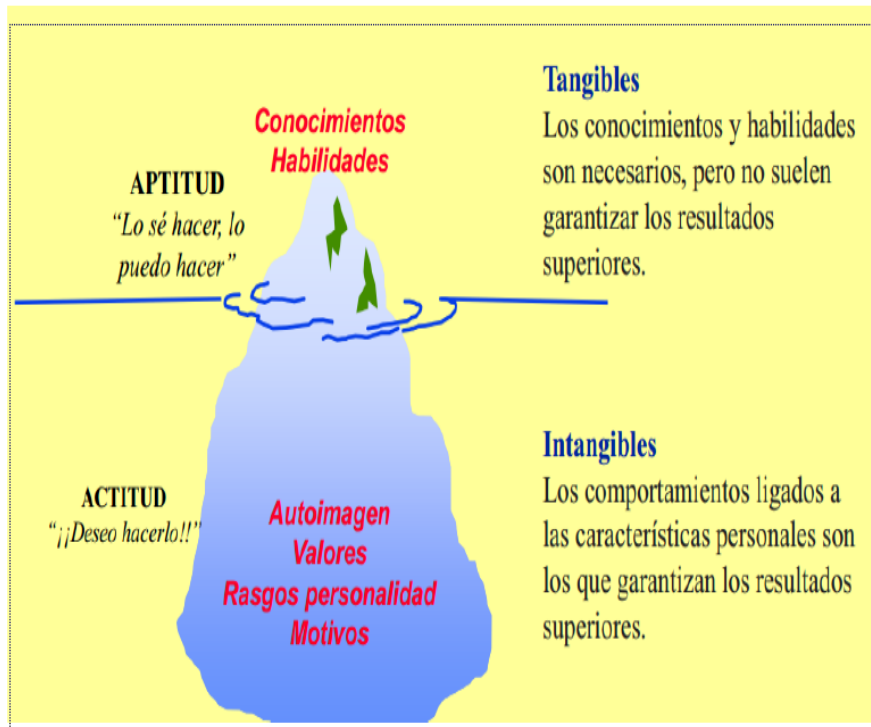 Conocimientos
Habilidades
APTITUD
“Lo sé hacer, lo
puedo hacer”
Tangibles
Los conocimientos y habilidades
son necesarios, pero no suelen
garantizar los resultados
superiores.
ACTITUD
“¡¡Deseo hacerlo!!”
Autoimagen
Valores
Rasgos personalidad
Motivos
Intangibles
Los comportamientos ligados a
las característicás personales son
los que garantizan los resultados
superiores.